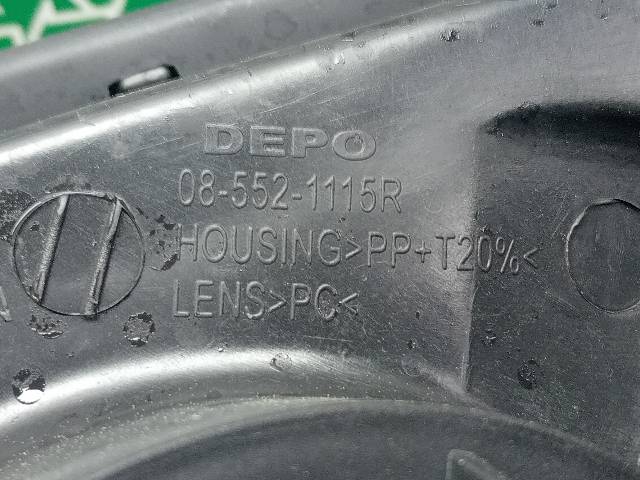 DEPO
08-552-1115R
HOUSING>PP+T20%<
LENS>PC<